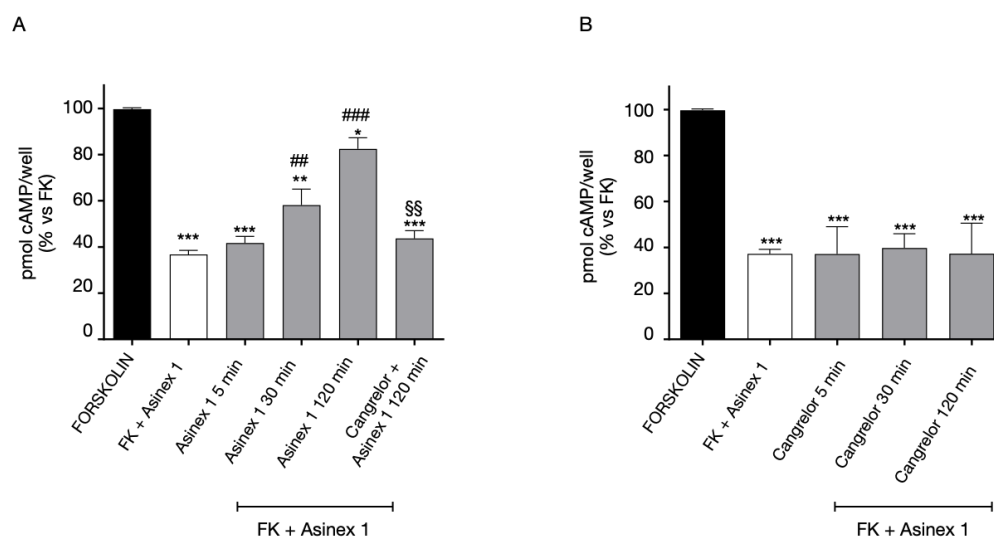 A
pmol cAMP/well
(% vs FK)
100
80
60
40
20
0
***
***
##
**
###
*
§§
***
FORSKOLIN
FK + Asinex 1
Asinex 1 5 min
Asinex 1 30 min
Asinex 1 120 min
Cangrelor +
Asinex 1 120 min
FK + Asinex 1
B
pmol cAMP/well
(% vs FK)
100
80
60
40
20
0
***
***
***
***
FORSKOLIN
FK + Asinex 1
Cangrelor 5 min
Cangrelor 30 min
Cangrelor 120 min
FK + Asinex 1